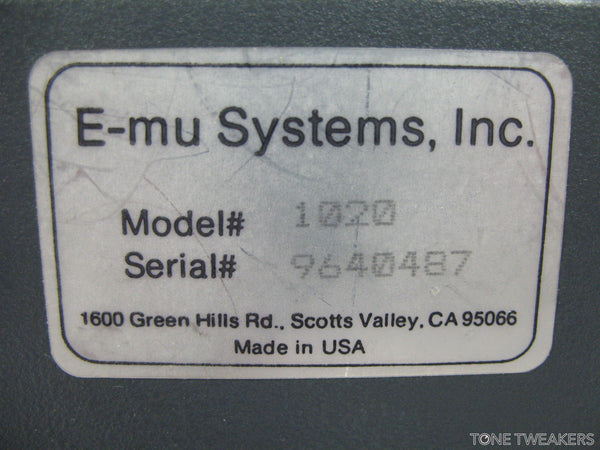 E-mu Systems, Inc.
Model# 1020
Serial# 9640487
1600 Green Hills Rd., Scotts Valley, CA 95066
Made in USA
TONE TWEAKERS